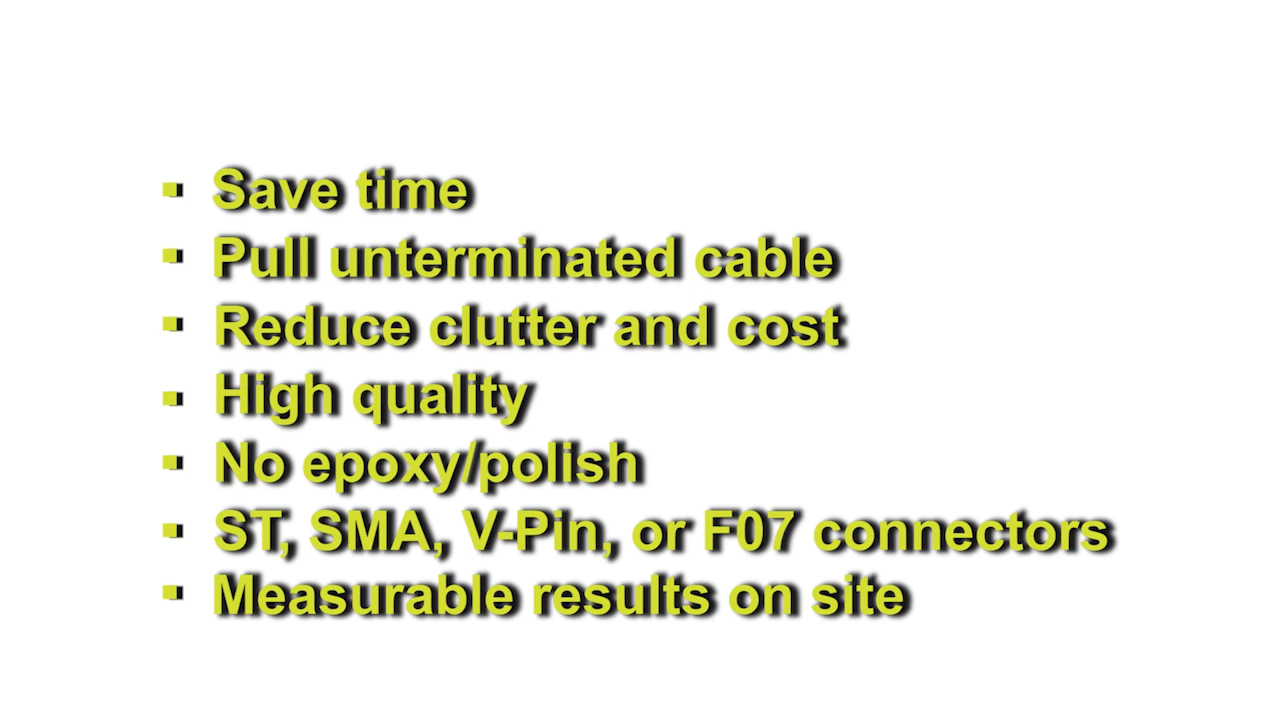 ▪ Save time
▪ Pull unterminated cable
▪ Reduce clutter and cost
▪ High quality
▪ No epoxy/polish
▪ ST, SMA, V-Pin, or F07 connectors
▪ Measurable results on site